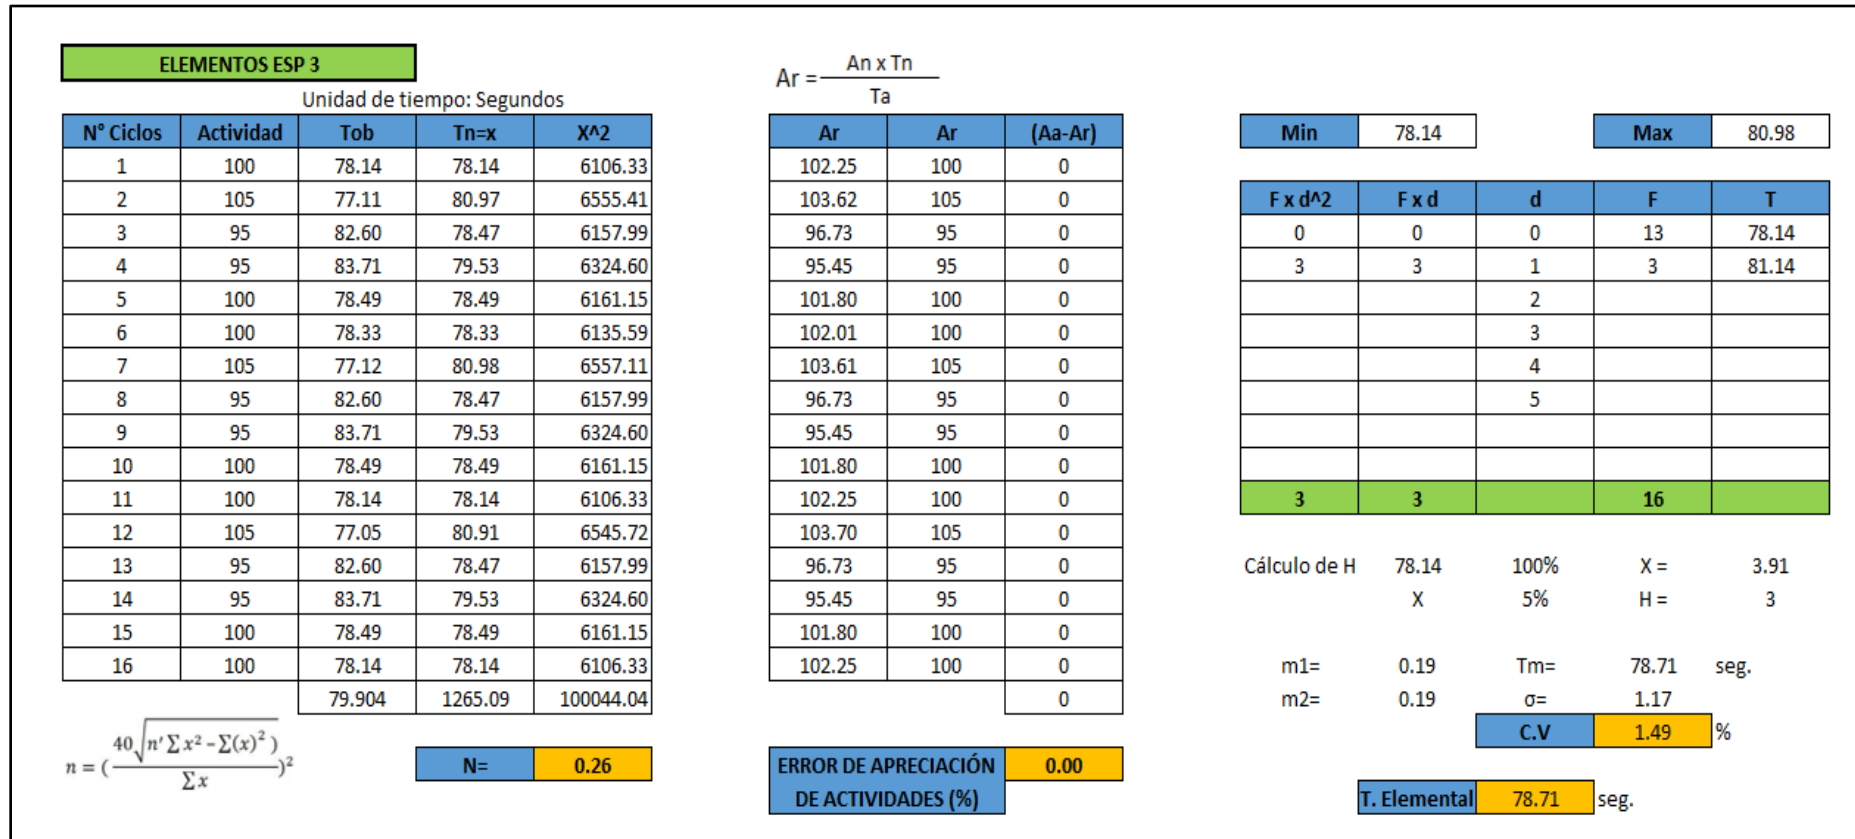 ELEMENTOS ESP 3
Unidad de tiempo: Segundos
N° Ciclos Actividad Tob Tn=x X^2
1 100 78.14 78.14 6106.33
2 105 77.11 80.97 6555.41
3 95 82.60 78.47 6157.99
4 95 83.71 79.53 6324.60
5 100 78.49 78.49 6161.15
6 100 78.33 78.33 6135.59
7 105 77.12 80.98 6557.11
8 95 82.60 78.47 6157.99
9 95 83.71 79.53 6324.60
10 100 78.49 78.49 6161.15
11 100 78.14 78.14 6106.33
12 105 77.05 80.91 6545.72
13 95 82.60 78.47 6157.99
14 95 83.71 79.53 6324.60
15 100 78.49 78.49 6161.15
16 100 78.14 78.14 6106.33
79.904 1265.09 100044.04
n = (40√n′∑x² − ∑(x)² ) / ∑x)²
N= 0.26
Ar = An x Tn / Ta
Ar Ar (Aa-Ar)
102.25 100 0
103.62 105 0
96.73 95 0
95.45 95 0
101.80 100 0
102.01 100 0
103.61 105 0
96.73 95 0
95.45 95 0
101.80 100 0
102.25 100 0
103.70 105 0
96.73 95 0
95.45 95 0
101.80 100 0
102.25 100 0
0
ERROR DE APRECIACIÓN 0.00
DE ACTIVIDADES (%)
Min 78.14 Max 80.98
F x d^2 F x d d F T
0 0 0 13 78.14
3 3 1 3 81.14
2
3
4
5
3 3 16
Cálculo de H 78.14 100% X = 3.91
X 5% H = 3
m1= 0.19 Tm= 78.71 seg.
m2= 0.19 σ= 1.17
C.V 1.49 %
T. Elemental 78.71 seg.